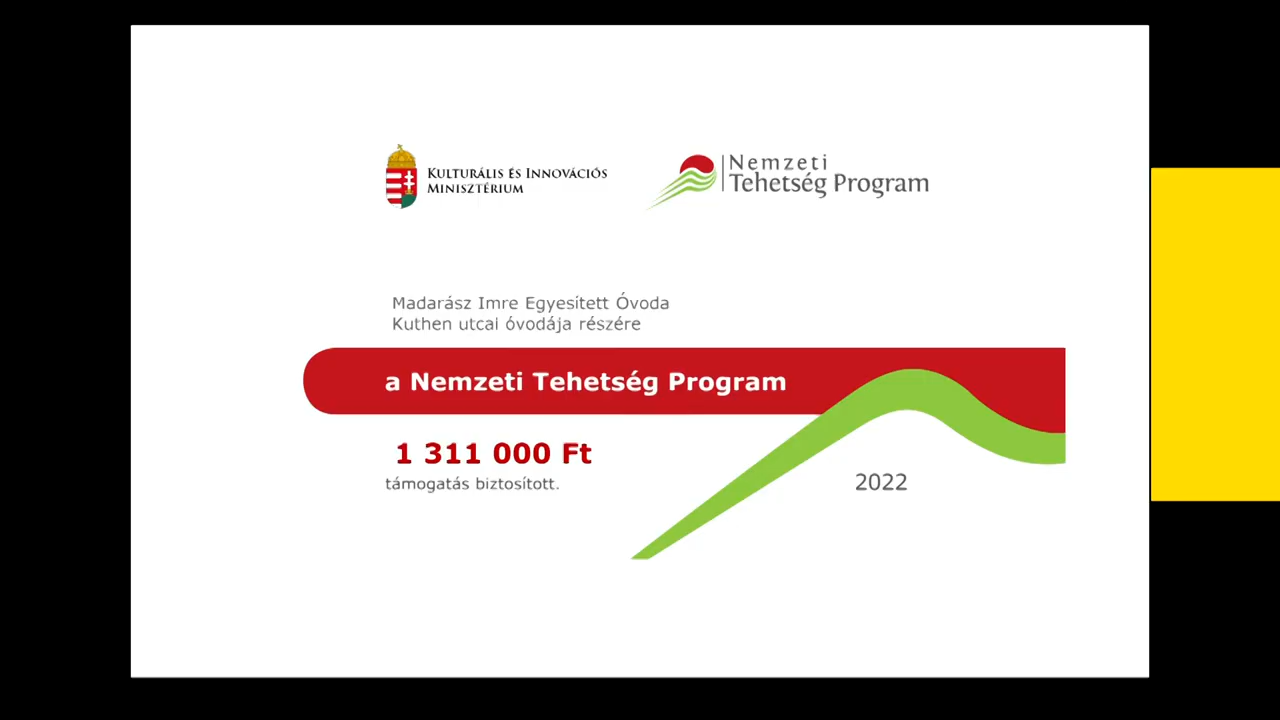 KULTURÁLIS ÉS INNOVÁCIÓS
MINISZTÉRIUM
Nemzeti
Tehetség Program
Madarász Imre Egyesített Óvoda
Kuthen utcai óvodája részére
a Nemzeti Tehetség Program
1 311 000 Ft
támogatás biztosított.
2022